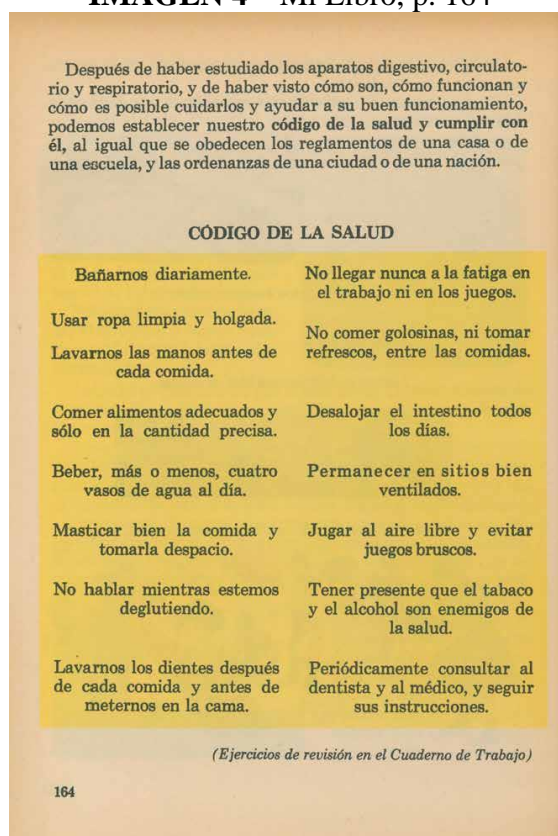 IMAGEN 4 – Mi Libro, p. 164
Después de haber estudiado los aparatos digestivo, circulato-
rio y respiratorio, y de haber visto cómo son, cómo funcionan y
cómo es posible cuidarlos y ayudar a su buen funcionamiento,
podemos establecer nuestro código de la salud y cumplir con
él, al igual que se obedecen los reglamentos de una casa o de
una escuela, y las ordenanzas de una ciudad o de una nación.
CÓDIGO DE LA SALUD
Bañarnos diariamente.
Usar ropa limpia y holgada.
Lavarnos las manos antes de
cada comida.
Comer alimentos adecuados y
sólo en la cantidad precisa.
Beber, más o menos, cuatro
vasos de agua al día.
Masticar bien la comida y
tomarla despacio.
No hablar mientras estemos
deglutiendo.
Lavarnos los dientes después
de cada comida y antes de
meternos en la cama.
No llegar nunca a la fatiga en
el trabajo ni en los juegos.
No comer golosinas, ni tomar
refrescos, entre las comidas.
Desalojar el intestino todos
los días.
Permanecer en sitios bien
ventilados.
Jugar al aire libre y evitar
juegos bruscos.
Tener presente que el tabaco
y el alcohol son enemigos de
la salud.
Periódicamente consultar al
dentista y al médico, y seguir
sus instrucciones.
(Ejercicios de revisión en el Cuaderno de Trabajo)
164